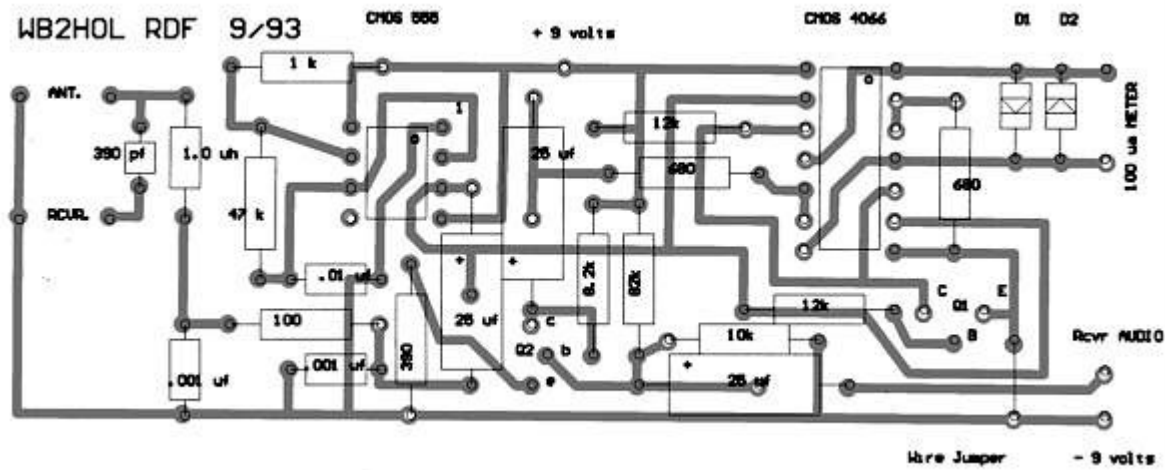 WB2HOL RDF 9/93
CMOS 555
+ 9 volts
CMOS 4066
D1 D2
1 k
ANT.
1
o
12k
o
390 pf
1.0 uh
25 uf
680
680
100 ua METER
RCVR.
47 k
+ +
8.2k
82k
.01 uf
25 uf
c
C Q1 E
12k
100
390
Q2 b
10k
B
Rcvr AUDIO
.001 uf
.001 uf
e
+
25 uf
Wire Jumper
- 9 volts